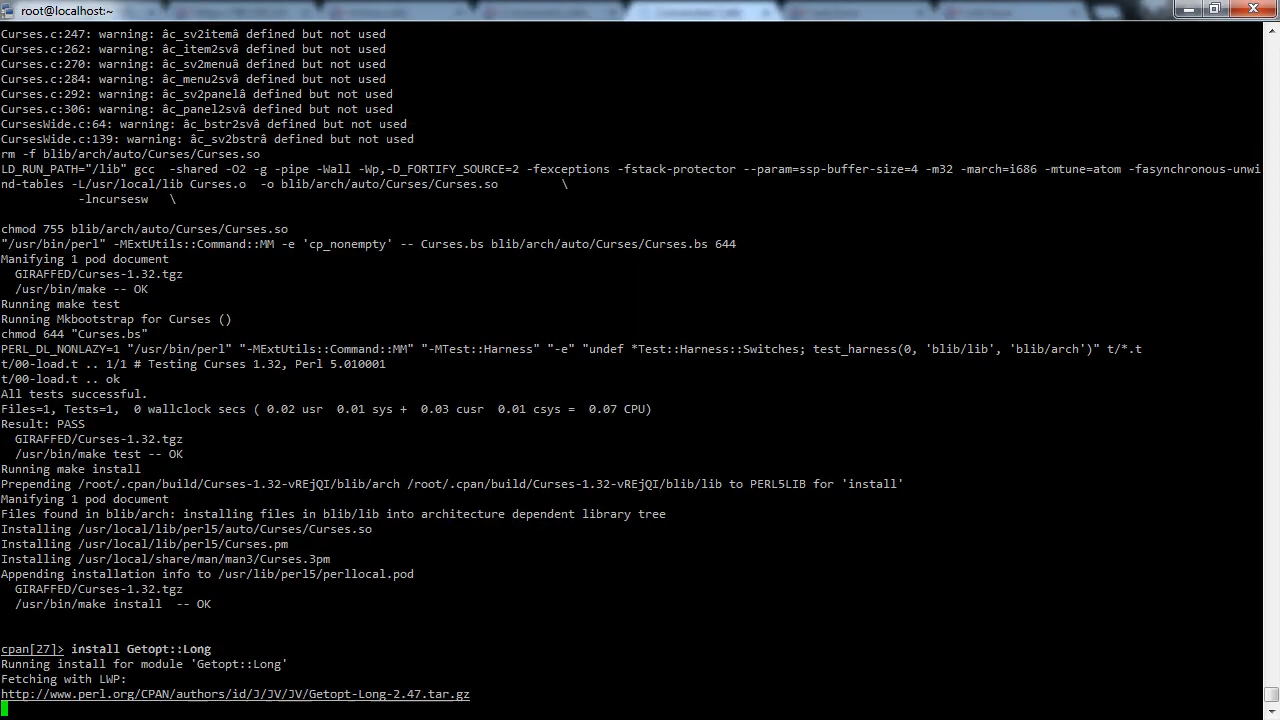 root@localhost:~
Curses.c:247: warning: âc_sv2itemâ defined but not used
Curses.c:262: warning: âc_item2svâ defined but not used
Curses.c:270: warning: âc_sv2menuâ defined but not used
Curses.c:284: warning: âc_menu2svâ defined but not used
Curses.c:292: warning: âc_sv2panelâ defined but not used
Curses.c:306: warning: âc_panel2svâ defined but not used
CursesWide.c:64: warning: âc_bstr2svâ defined but not used
CursesWide.c:139: warning: âc_sv2bstrâ defined but not used
rm -f blib/arch/auto/Curses/Curses.so
LD_RUN_PATH="/lib" gcc  -shared -O2 -g -pipe -Wall -Wp,-D_FORTIFY_SOURCE=2 -fexceptions -fstack-protector --param=ssp-buffer-size=4 -m32 -march=i686 -mtune=atom -fasynchronous-unwi
nd-tables -L/usr/local/lib Curses.o  -o blib/arch/auto/Curses/Curses.so         \
           -lncursesw   \
chmod 755 blib/arch/auto/Curses/Curses.so
"/usr/bin/perl" -MExtUtils::Command::MM -e 'cp_nonempty' -- Curses.bs blib/arch/auto/Curses/Curses.bs 644
Manifying 1 pod document
  GIRAFFED/Curses-1.32.tgz
  /usr/bin/make -- OK
Running make test
Running Mkbootstrap for Curses ()
chmod 644 "Curses.bs"
PERL_DL_NONLAZY=1 "/usr/bin/perl" "-MExtUtils::Command::MM" "-MTest::Harness" "-e" "undef *Test::Harness::Switches; test_harness(0, 'blib/lib', 'blib/arch')" t/*.t
t/00-load.t .. 1/1 # Testing Curses 1.32, Perl 5.010001
t/00-load.t .. ok
All tests successful.
Files=1, Tests=1,  0 wallclock secs ( 0.02 usr  0.01 sys +  0.03 cusr  0.01 csys =  0.07 CPU)
Result: PASS
  GIRAFFED/Curses-1.32.tgz
  /usr/bin/make test -- OK
Running make install
Prepending /root/.cpan/build/Curses-1.32-vREjQI/blib/arch /root/.cpan/build/Curses-1.32-vREjQI/blib/lib to PERL5LIB for 'install'
Manifying 1 pod document
Files found in blib/arch: installing files in blib/lib into architecture dependent library tree
Installing /usr/local/lib/perl5/auto/Curses/Curses.so
Installing /usr/local/lib/perl5/Curses.pm
Installing /usr/local/share/man/man3/Curses.3pm
Appending installation info to /usr/lib/perl5/perllocal.pod
  GIRAFFED/Curses-1.32.tgz
  /usr/bin/make install  -- OK
cpan[27]> install Getopt::Long
Running install for module 'Getopt::Long'
Fetching with LWP:
http://www.perl.org/CPAN/authors/id/J/JV/JV/Getopt-Long-2.47.tar.gz